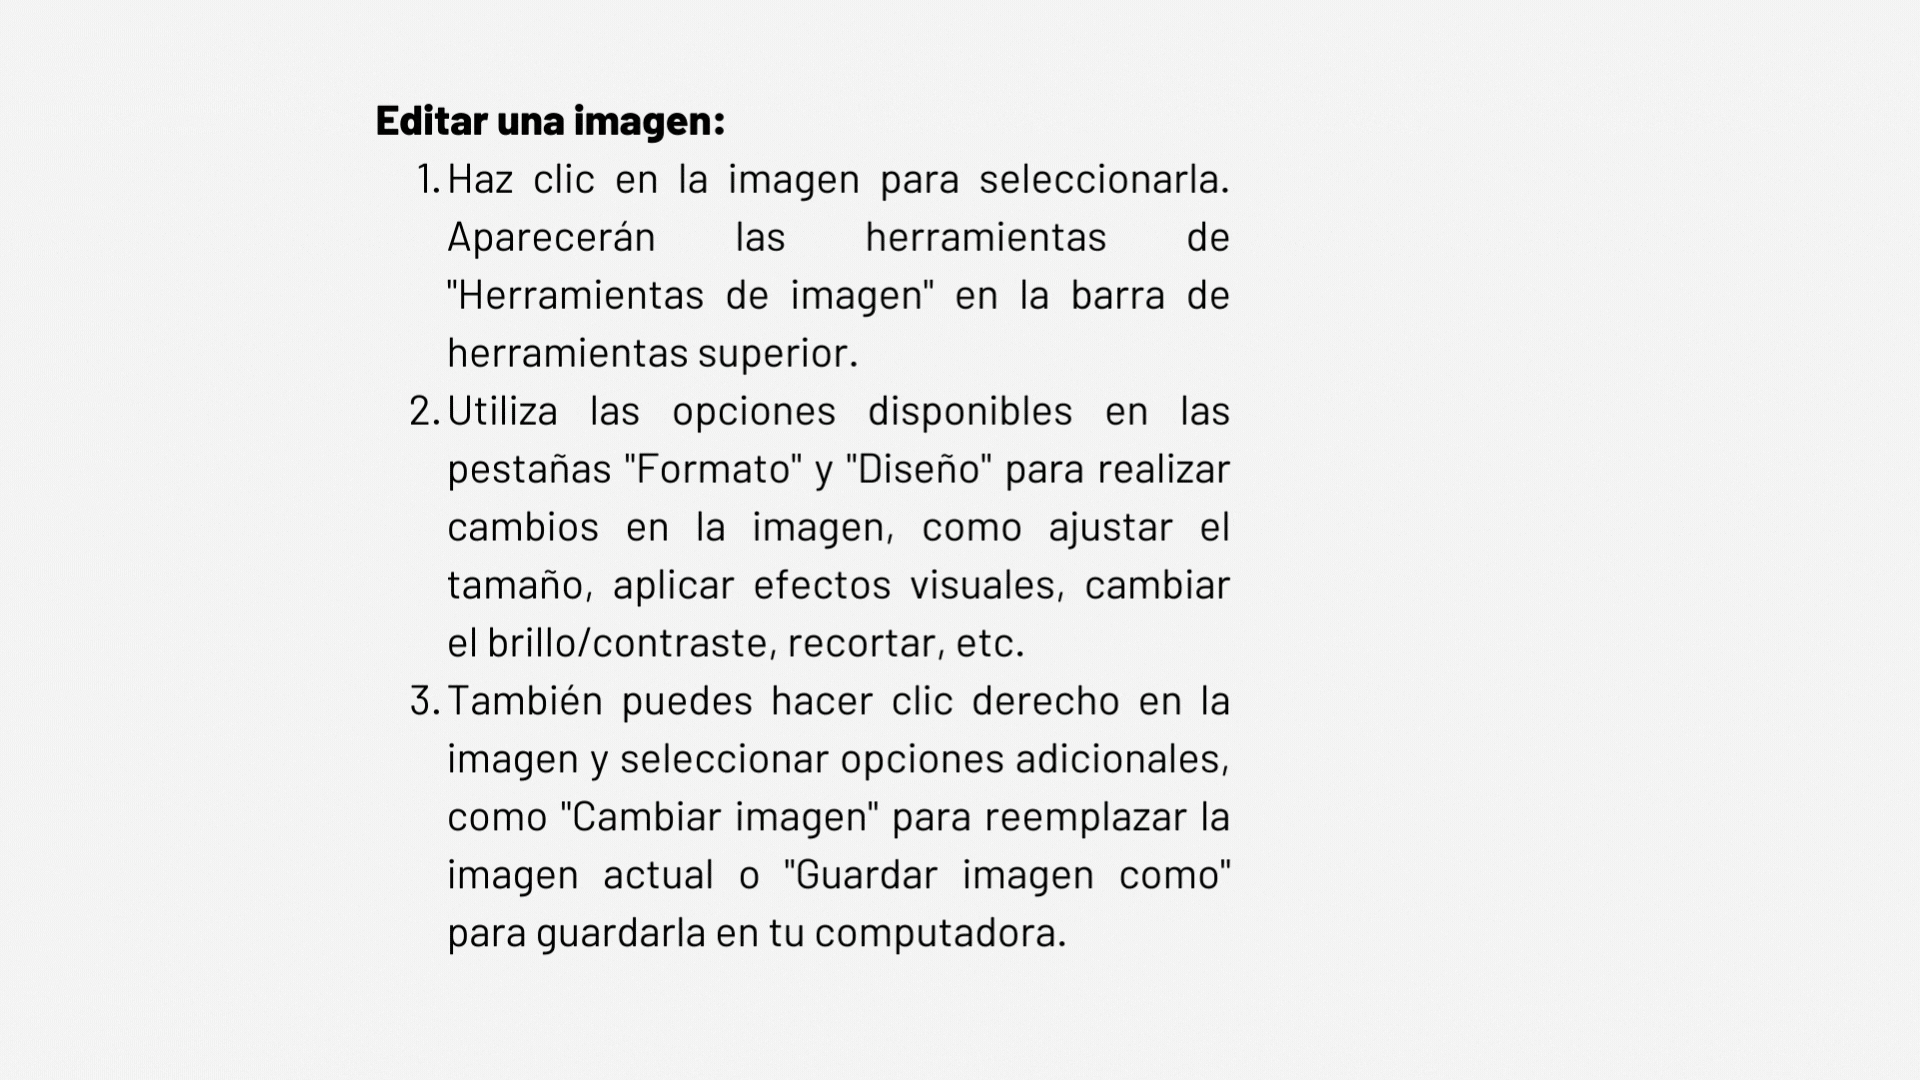 Editar una imagen:
1. Haz clic en la imagen para seleccionarla.
Aparecerán las herramientas de
"Herramientas de imagen" en la barra de
herramientas superior.
2. Utiliza las opciones disponibles en las
pestañas "Formato" y "Diseño" para realizar
cambios en la imagen, como ajustar el
tamaño, aplicar efectos visuales, cambiar
el brillo/contraste, recortar, etc.
3. También puedes hacer clic derecho en la
imagen y seleccionar opciones adicionales,
como "Cambiar imagen" para reemplazar la
imagen actual o "Guardar imagen como"
para guardarla en tu computadora.